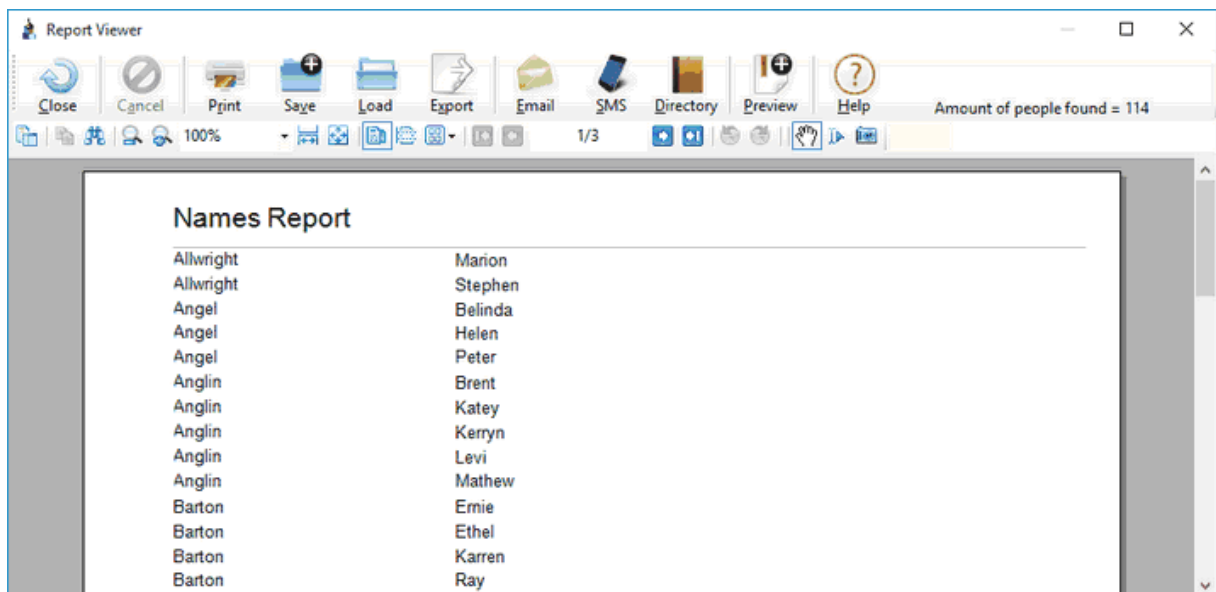 Report Viewer
Close Cancel Print Save Load Export Email SMS Directory Preview Help Amount of people found = 114
100% 1/3
Names Report
Allwright Marion
Allwright Stephen
Angel Belinda
Angel Helen
Angel Peter
Anglin Brent
Anglin Katey
Anglin Kerryn
Anglin Levi
Anglin Mathew
Barton Ernie
Barton Ethel
Barton Karren
Barton Ray